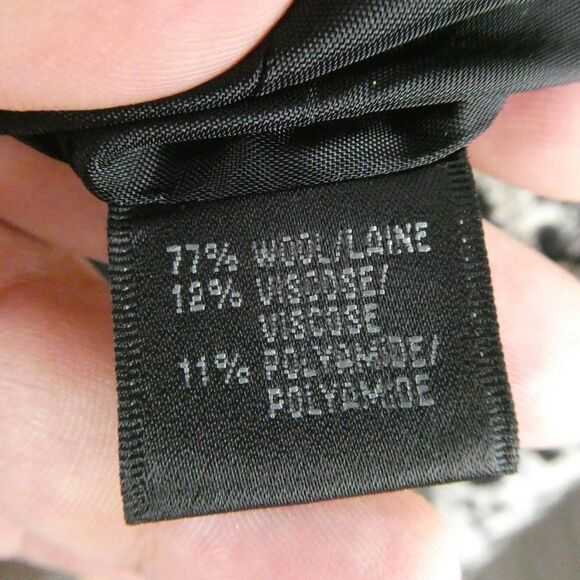 77% WOOL/LAINE
12% VISCOSE/
VISCOSE
11% POLYAMIDE/
POLYAMIDE